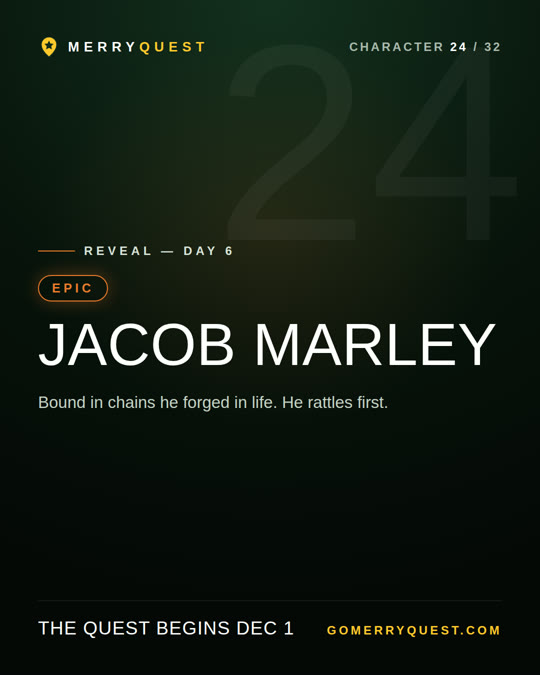 MERRYQUEST
CHARACTER 24 / 32
24
REVEAL — DAY 6
EPIC
JACOB MARLEY
Bound in chains he forged in life. He rattles first.
THE QUEST BEGINS DEC 1
GOMERRYQUEST.COM